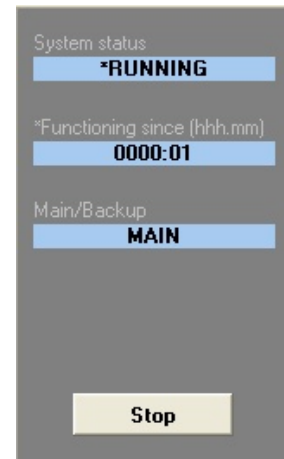 System status
*RUNNING
*Functioning since (hhh.mm)
0000:01
Main/Backup
MAIN
Stop